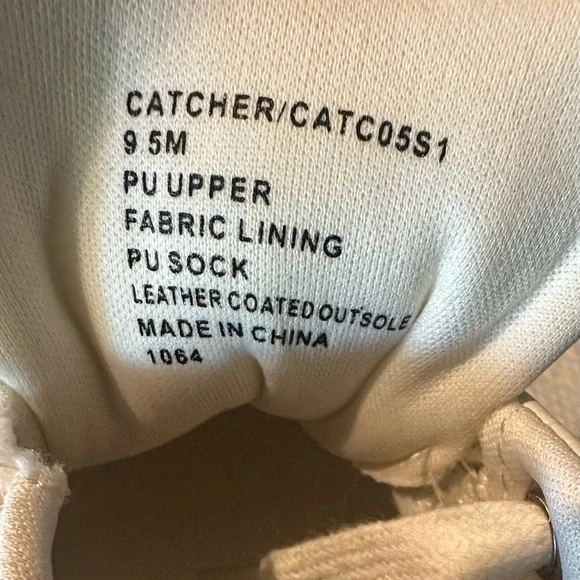 CATCHER/CATC05S1
9 5M
PU UPPER
FABRIC LINING
PU SOCK
LEATHER COATED OUTSOLE
MADE IN CHINA
1064